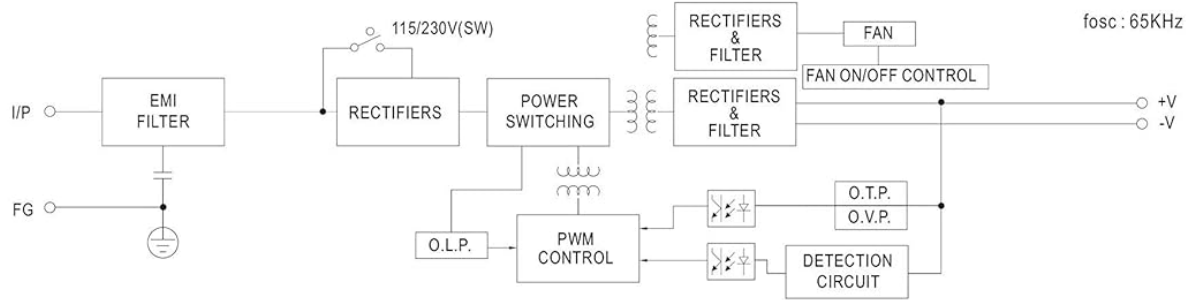 115/230V(SW)
RECTIFIERS
&
FILTER
FAN
fosc : 65KHz
FAN ON/OFF CONTROL
I/P
EMI
FILTER
RECTIFIERS
POWER
SWITCHING
RECTIFIERS
&
FILTER
+V
-V
FG
O.L.P.
PWM
CONTROL
O.T.P.
O.V.P.
DETECTION
CIRCUIT